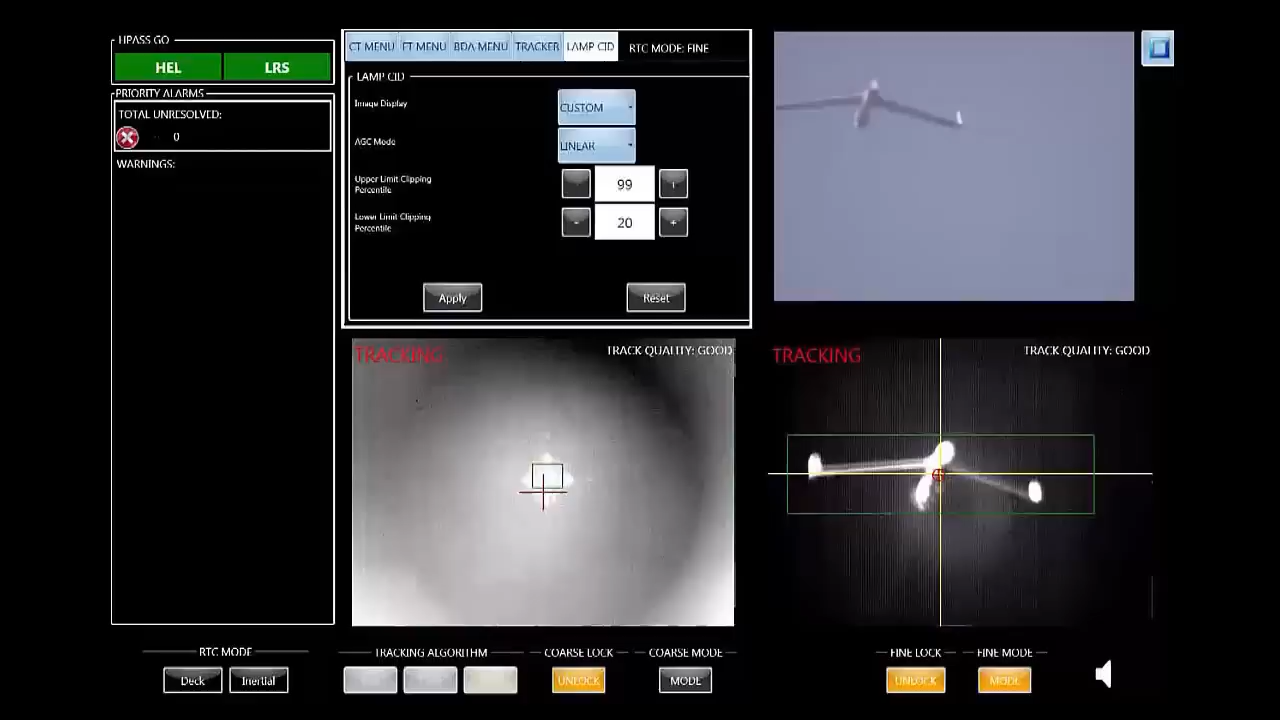 HPASS GO
HEL LRS
PRIORITY ALARMS
TOTAL UNRESOLVED:
0
WARNINGS:
CT MENU FT MENU BDA MENU TRACKER LAMP CID RTC MODE: FINE
LAMP CID
Image Display CUSTOM
AGC Mode LINEAR
Upper Limit Clipping
Percentile
- 99 +
Lower Limit Clipping
Percentile
- 20 +
Apply Reset
TRACKING TRACK QUALITY: GOOD
TRACKING TRACK QUALITY: GOOD
RTC MODE TRACKING ALGORITHM COARSE LOCK COARSE MODE FINE LOCK FINE MODE
Deck Inertial UNLOCK MODE UNLOCK MODE